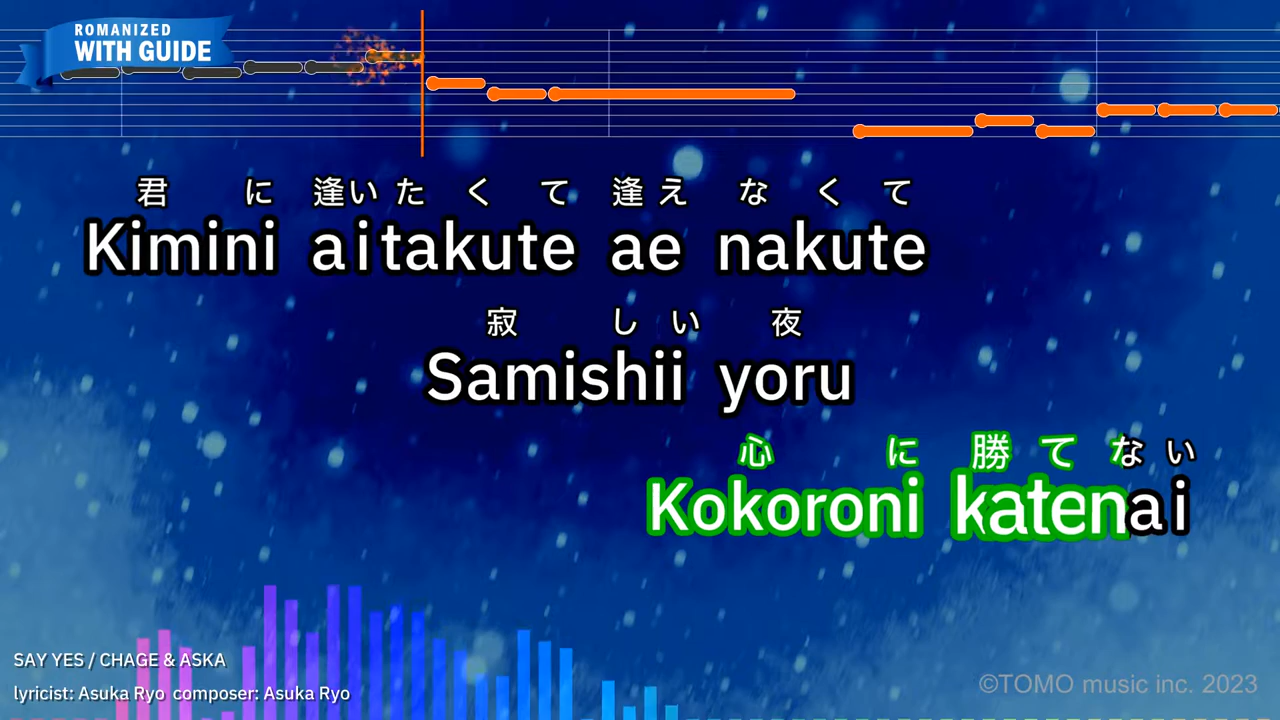 ROMANIZED
WITH GUIDE
君に逢いたくて逢えなくて
Kimini aitakute ae nakute
寂しい夜
Samishii yoru
心に勝てない
Kokoroni katenai
SAY YES / CHAGE & ASKA
lyricist: Asuka Ryo composer: Asuka Ryo
©TOMO music inc. 2023